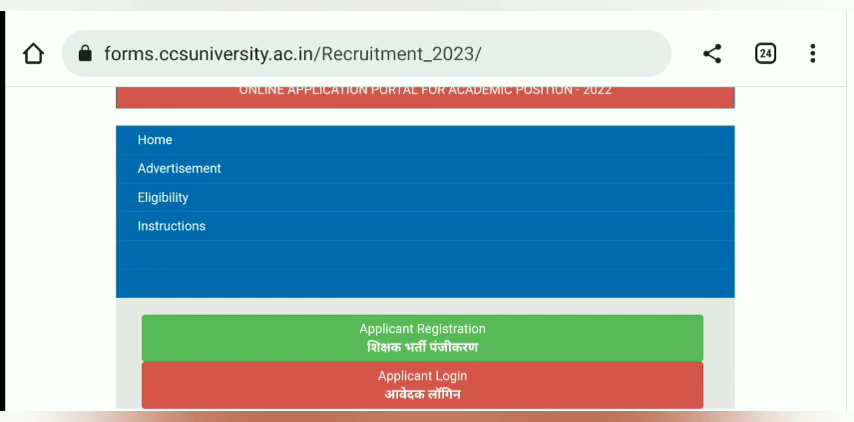 forms.ccsuniversity.ac.in/Recruitment_2023/
24
ONLINE APPLICATION PORTAL FOR ACADEMIC POSITION - 2022
Home
Advertisement
Eligibility
Instructions
Applicant Registration
शिक्षक भर्ती पंजीकरण
Applicant Login
आवेदक लॉगिन